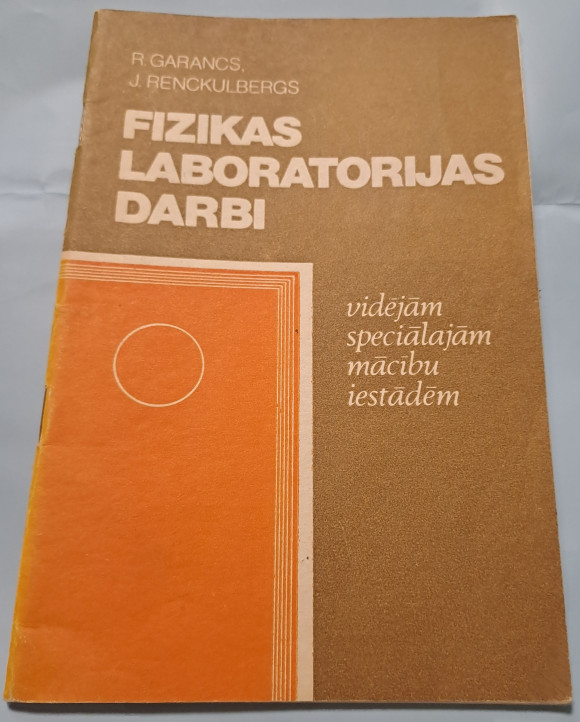 R. GARANCS,
J. RENCKULBERGS
FIZIKAS
LABORATORIJAS
DARBI
vidējām
speciālajām
mācību
iestādēm